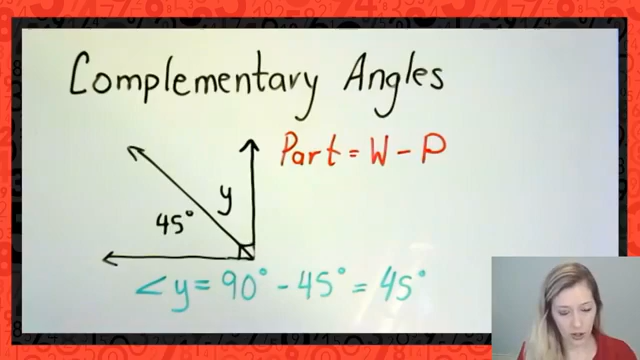 Complementary Angles
Part = W - P
y
45°
<y = 90° - 45° = 45°